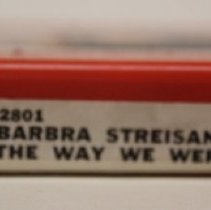 2801
BARBRA STREISAN
THE WAY WE WER